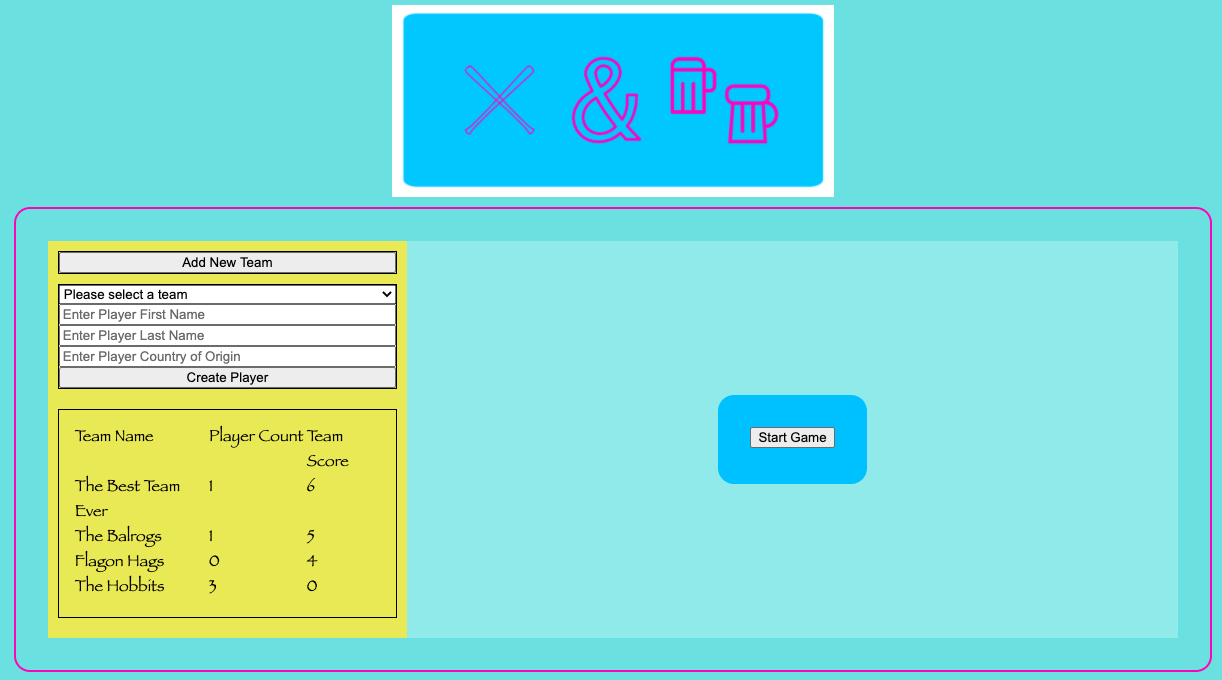 &
Add New Team
Please select a team
Enter Player First Name
Enter Player Last Name
Enter Player Country of Origin
Create Player
Team Name Player Count Team
Score
The Best Team 1 6
Ever
The Balrogs 1 5
Flagon Hags 0 4
The Hobbits 3 0
Start Game